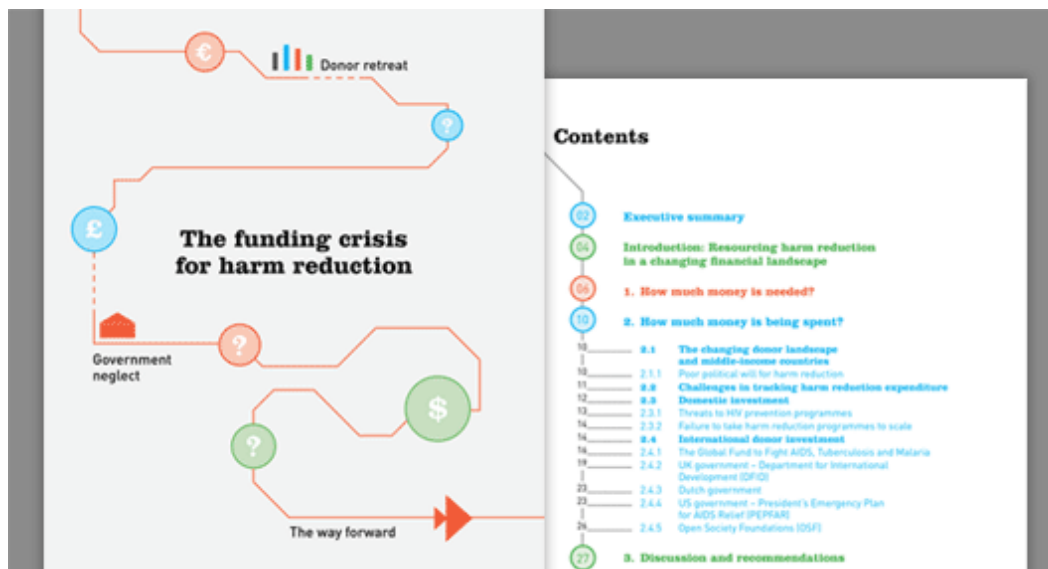 €
Donor retreat
?
£
The funding crisis
for harm reduction
?
Government
neglect
$
?
The way forward
Contents
02 Executive summary
04 Introduction: Resourcing harm reduction
in a changing financial landscape
06 1. How much money is needed?
10 2. How much money is being spent?
10 2.1 The changing donor landscape
and middle-income countries
10 2.1.1 Poor political will for harm reduction
11 2.2 Challenges in tracking harm reduction expenditure
12 2.3 Domestic investment
13 2.3.1 Threats to HIV prevention programmes
14 2.3.2 Failure to take harm reduction programmes to scale
14 2.4 International donor investment
16 2.4.1 The Global Fund to Fight AIDS, Tuberculosis and Malaria
19 2.4.2 UK government – Department for International
Development (DFID)
23 2.4.3 Dutch government
23 2.4.4 US government – President's Emergency Plan
for AIDS Relief (PEPFAR)
26 2.4.5 Open Society Foundations (OSF)
27 3. Discussion and recommendations